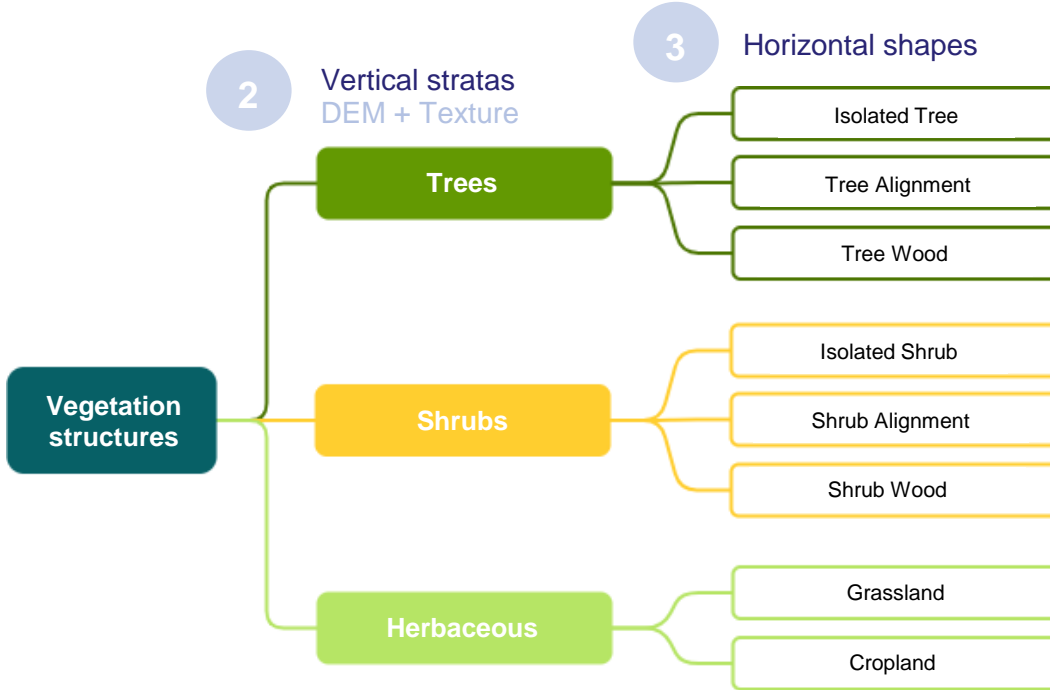 3
Horizontal shapes
2
Vertical stratas
DEM + Texture
Isolated Tree
Trees
Tree Alignment
Tree Wood
Isolated Shrub
Vegetation
structures
Shrubs
Shrub Alignment
Shrub Wood
Grassland
Herbaceous
Cropland